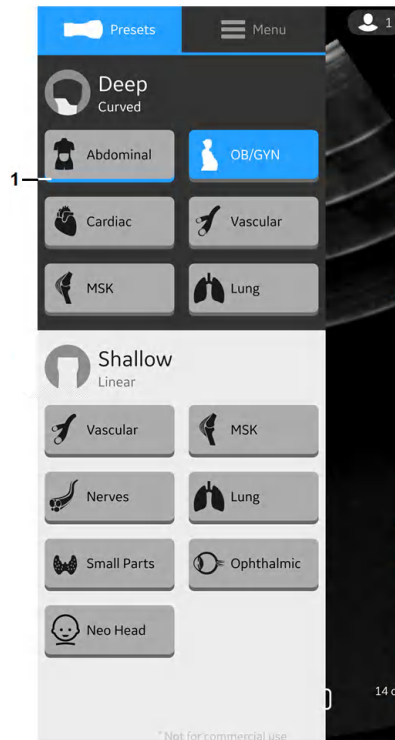 Presets
Menu
1
Deep
Curved
Abdominal
OB/GYN
1
Cardiac
Vascular
MSK
Lung
Shallow
Linear
Vascular
MSK
Nerves
Lung
Small Parts
Ophthalmic
Neo Head
14 c
* Not for commercial use